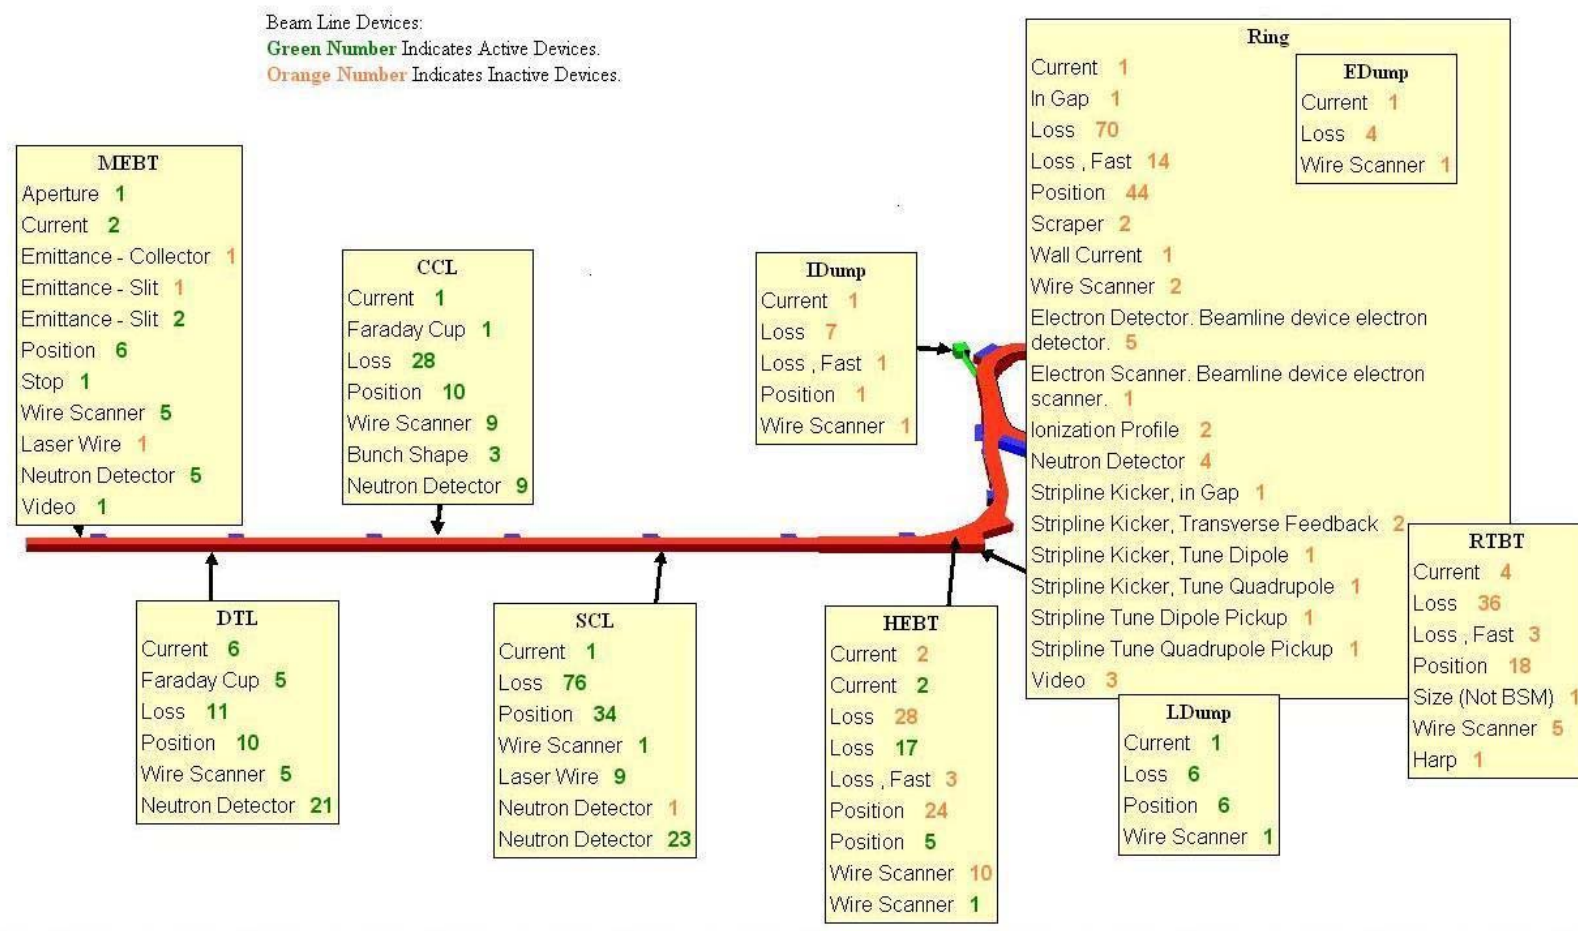 Beam Line Devices:
Green Number Indicates Active Devices.
Orange Number Indicates Inactive Devices.
MEBT
Aperture 1
Current 2
Emittance - Collector 1
Emittance - Slit 1
Emittance - Slit 2
Position 6
Stop 1
Wire Scanner 5
Laser Wire 1
Neutron Detector 5
Video 1
CCL
Current 1
Faraday Cup 1
Loss 28
Position 10
Wire Scanner 9
Bunch Shape 3
Neutron Detector 9
IDump
Current 1
Loss 7
Loss , Fast 1
Position 1
Wire Scanner 1
Ring
Current 1
In Gap 1
Loss 70
Loss , Fast 14
Position 44
Scraper 2
Wall Current 1
Wire Scanner 2
Electron Detector. Beamline device electron
detector. 5
Electron Scanner. Beamline device electron
scanner. 1
Ionization Profile 2
Neutron Detector 4
Stripline Kicker, in Gap 1
Stripline Kicker, Transverse Feedback 2
Stripline Kicker, Tune Dipole 1
Stripline Kicker, Tune Quadrupole 1
Stripline Tune Dipole Pickup 1
Stripline Tune Quadrupole Pickup 1
Video 3
EDump
Current 1
Loss 4
Wire Scanner 1
DTL
Current 6
Faraday Cup 5
Loss 11
Position 10
Wire Scanner 5
Neutron Detector 21
SCL
Current 1
Loss 76
Position 34
Wire Scanner 1
Laser Wire 9
Neutron Detector 1
Neutron Detector 23
HEBT
Current 2
Current 2
Loss 28
Loss 17
Loss , Fast 3
Position 24
Position 5
Wire Scanner 10
Wire Scanner 1
LDump
Current 1
Loss 6
Position 6
Wire Scanner 1
RTBT
Current 4
Loss 36
Loss , Fast 3
Position 18
Size (Not BSM) 1
Wire Scanner 5
Harp 1